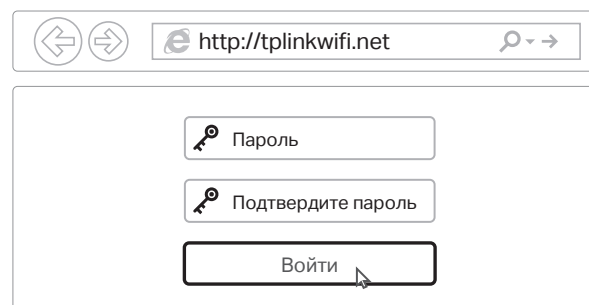 http://tplinkwifi.net
Пароль
Подтвердите пароль
Войти